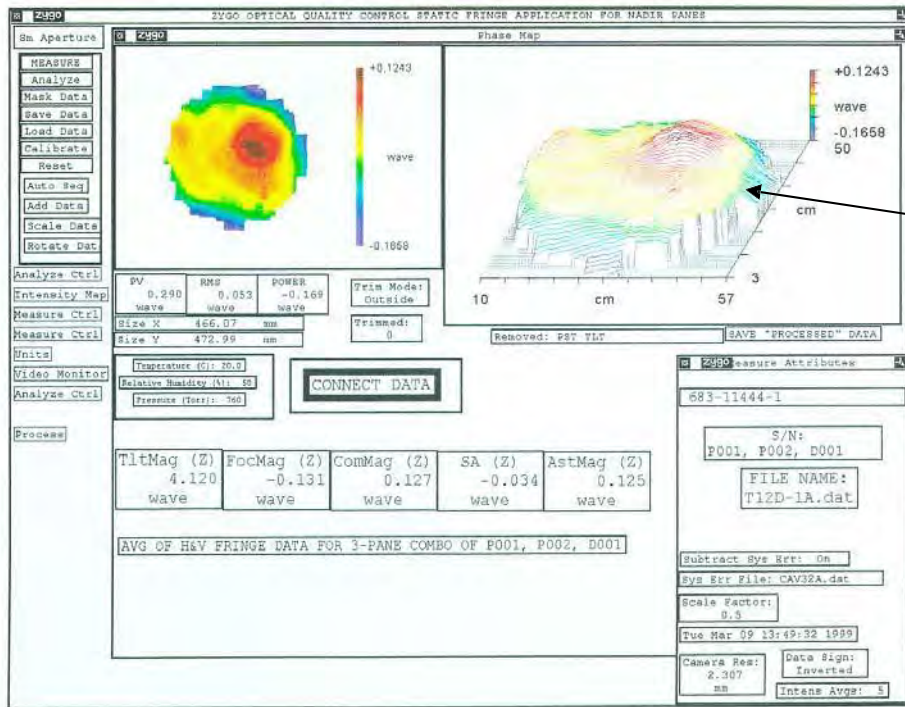 zygo ZYGO OPTICAL QUALITY CONTROL STATIC FRINGE APPLICATION FOR NADIR PANES
8m Aperture
MEASURE
Analyze
Mask Data
Save Data
Load Data
Calibrate
Reset
Auto Seq
Add Data
Scale Data
Rotate Dat
Analyze Ctrl
Intensity Map
Measure Ctrl
Measure Ctrl
Units
Video Monitor
Analyze Ctrl
Process
zygo Phase Map
+0.1243
wave
-0.1658
+0.1243
wave
-0.1658
50
cm
3
10 cm 57
PV
0.290
wave
RMS
0.053
wave
POWER
-0.169
wave
Size X 466.07 mm
Size Y 472.99 mm
Trim Mode:
Outside
Trimmed:
0
Removed: PST TLT
SAVE "PROCESSED" DATA
Temperature (C): 20.0
Relative Humidity (%): 50
Pressure (Torr): 760
CONNECT DATA
TltMag (Z)
4.120
wave
FocMag (Z)
-0.131
wave
ComMag (Z)
0.127
wave
SA (Z)
-0.034
wave
AstMag (Z)
0.125
wave
AVG OF H&V FRINGE DATA FOR 3-PANE COMBO OF P001, P002, D001
zygo easure Attributes
683-11444-1
S/N:
P001, P002, D001
FILE NAME:
T12D-1A.dat
Subtract Sys Err: On
Sys Err File: CAV32A.dat
Scale Factor:
0.5
Tue Mar 09 13:49:32 1999
Camera Res:
2.307
mm
Data Sign:
Inverted
Intens Avgs: 5